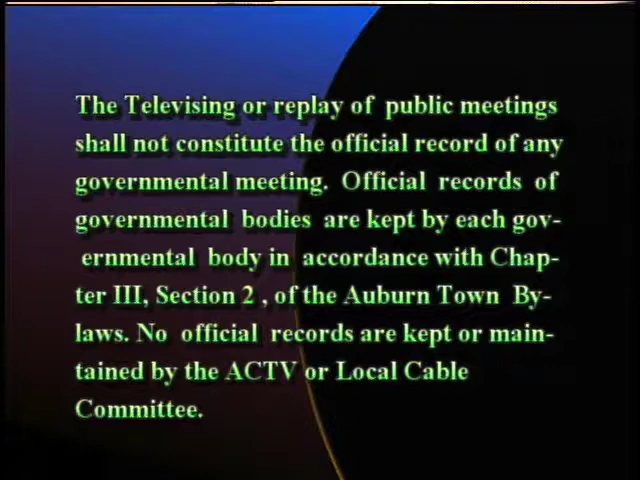 The Televising or replay of public meetings
shall not constitute the official record of any
governmental meeting. Official records of
governmental bodies are kept by each gov-
ernmental body in accordance with Chap-
ter III, Section 2 , of the Auburn Town By-
laws. No official records are kept or main-
tained by the ACTV or Local Cable
Committee.